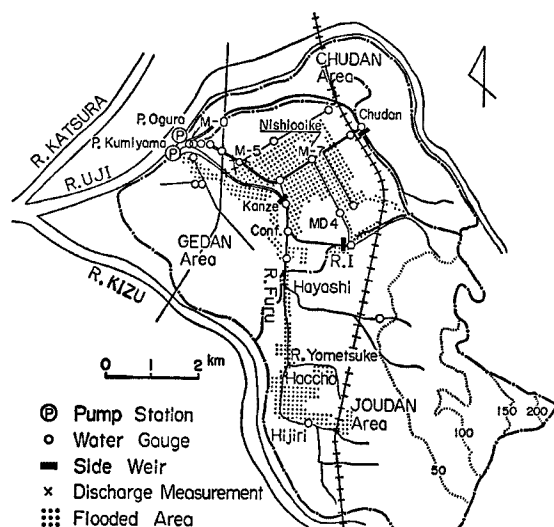 CHUDAN
Area
P. Ogura
M-0
Nishiooike
Chudan
P. Kumiyama
M-5
M-7
R. KATSURA
R.UJI
Kanze
MD4
Conf.
GEDAN
Area
R.I
R. KIZU
R.Furu
Hayashi
0 1 2 km
R. Yometsuke
Haccho
JOUDAN
Area
Hijiri
50
100
150
200
P Pump Station
Water Gauge
Side Weir
Discharge Measurement
Flooded Area